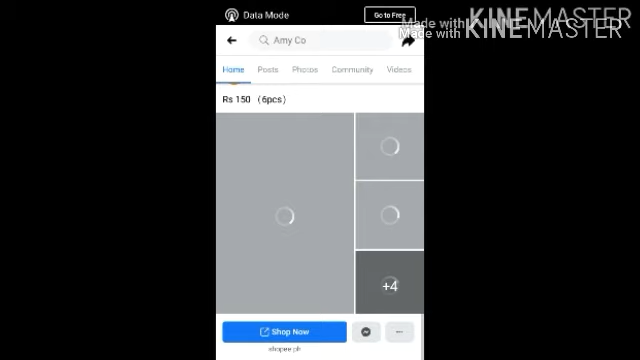 Data Mode
Go to Free
Made with KINEMASTER
Made with KINEMASTER
Amy Co
Home Posts Photos Community Videos
Rs 150 (6pcs)
+4
Shop Now
shopee.ph